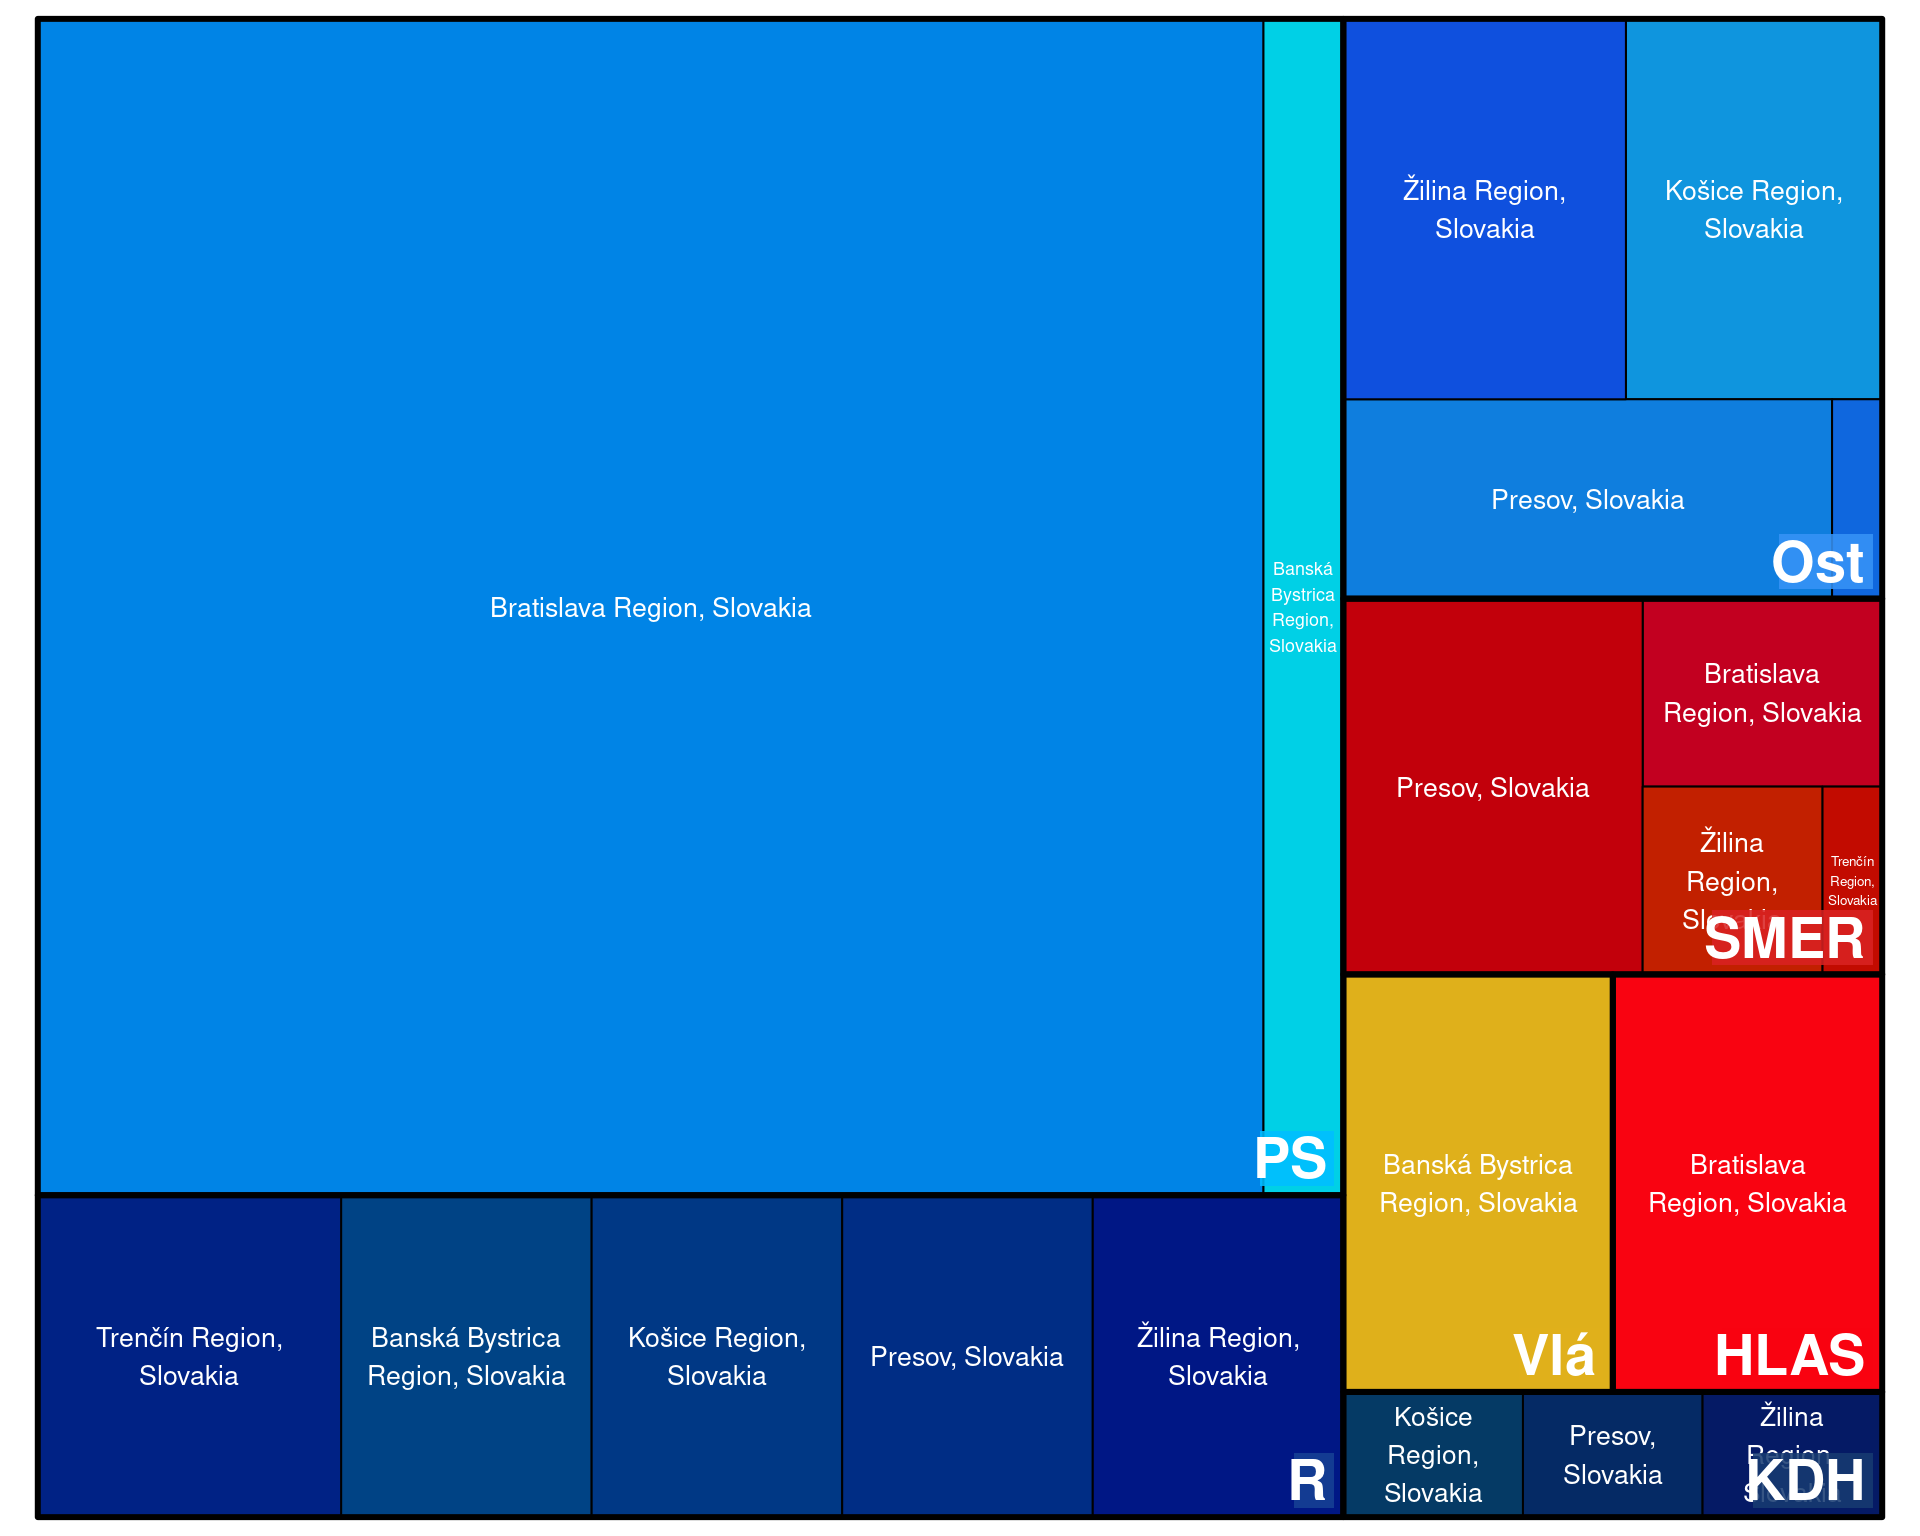 Bratislava Region, Slovakia
Banská
Bystrica
Region,
Slovakia
PS
Trenčín Region,
Slovakia
Banská Bystrica
Region, Slovakia
Košice Region,
Slovakia
Presov, Slovakia
Žilina Region,
Slovakia
R
Žilina Region,
Slovakia
Košice Region,
Slovakia
Presov, Slovakia
Ost
Presov, Slovakia
Bratislava
Region, Slovakia
Žilina
Region,
Slovakia
Trenčín
Region,
Slovakia
SMER
Banská Bystrica
Region, Slovakia
Vlá
Bratislava
Region, Slovakia
HLAS
Košice
Region,
Slovakia
Presov,
Slovakia
Žilina
Region,
Slovakia
KDH